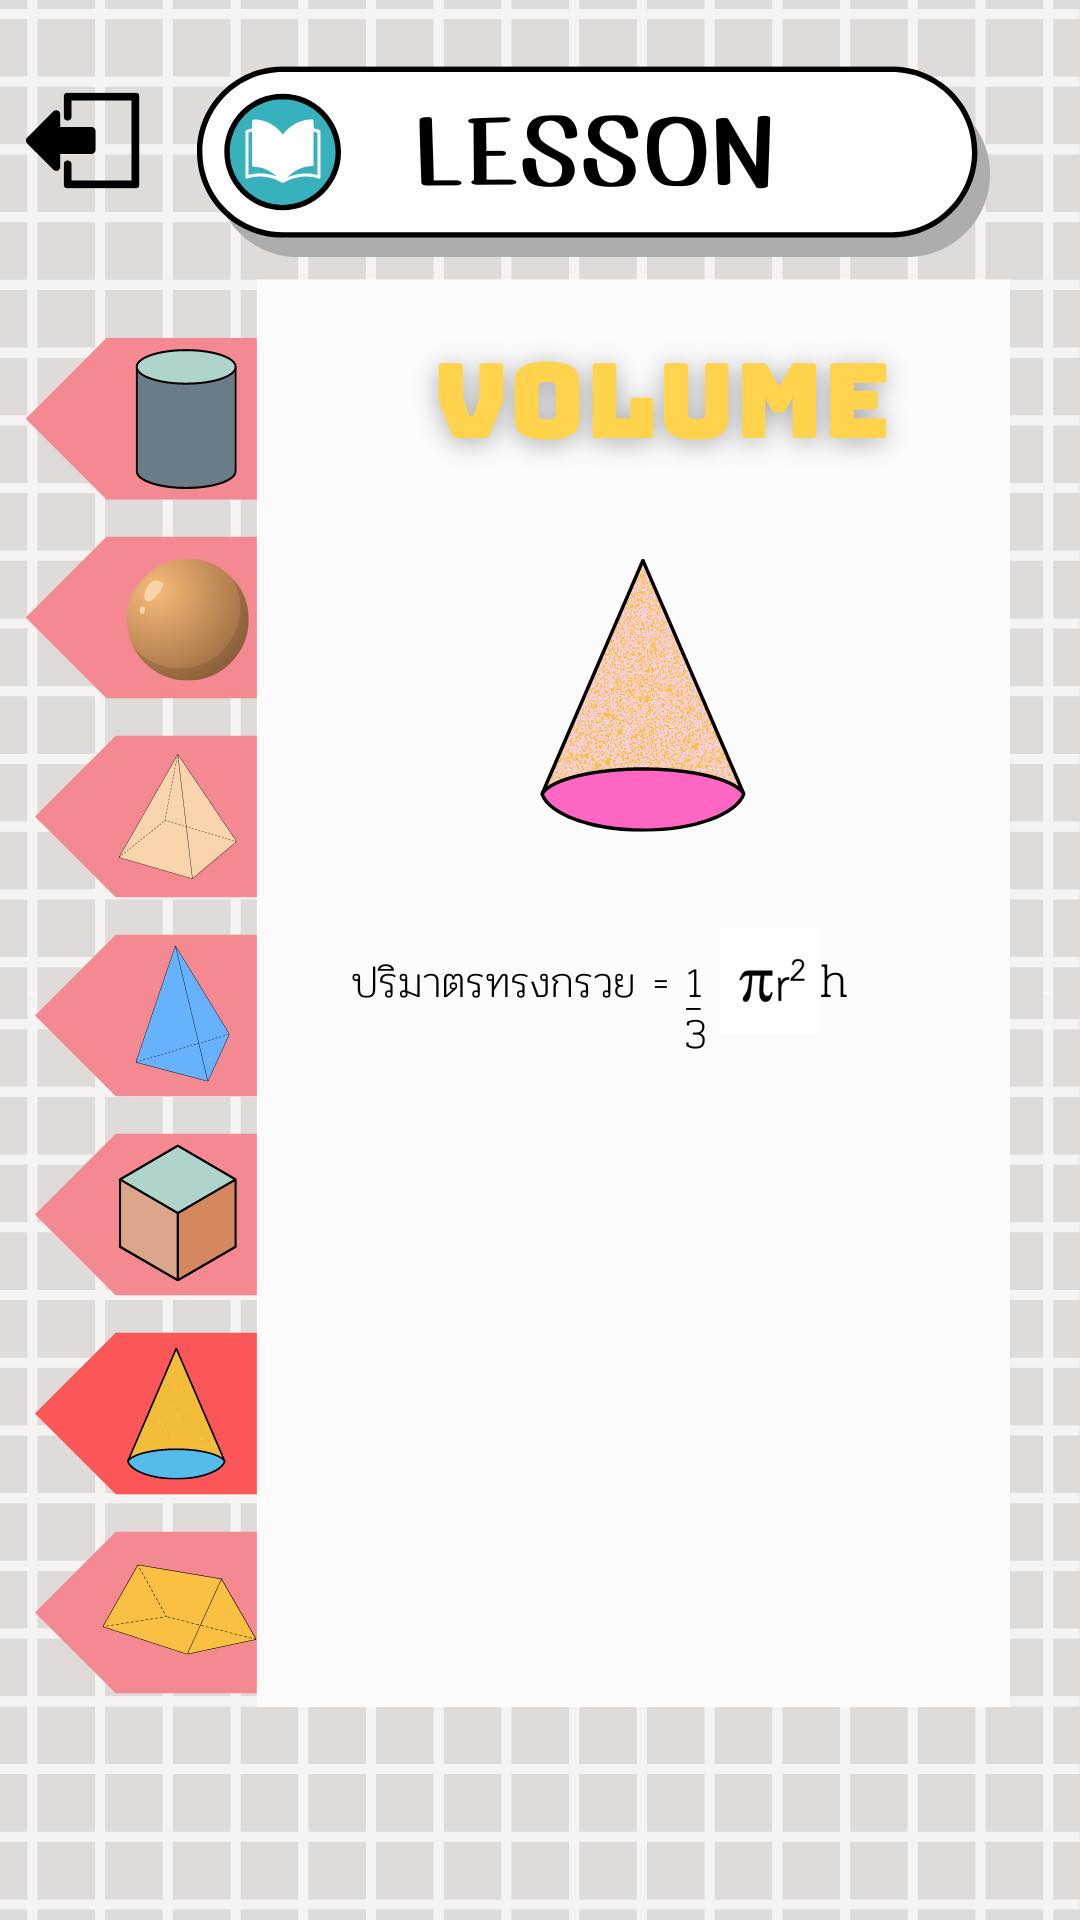 LESSON
VOLUME
ปริมาตรทรงกรวย = 1/3 πr² h